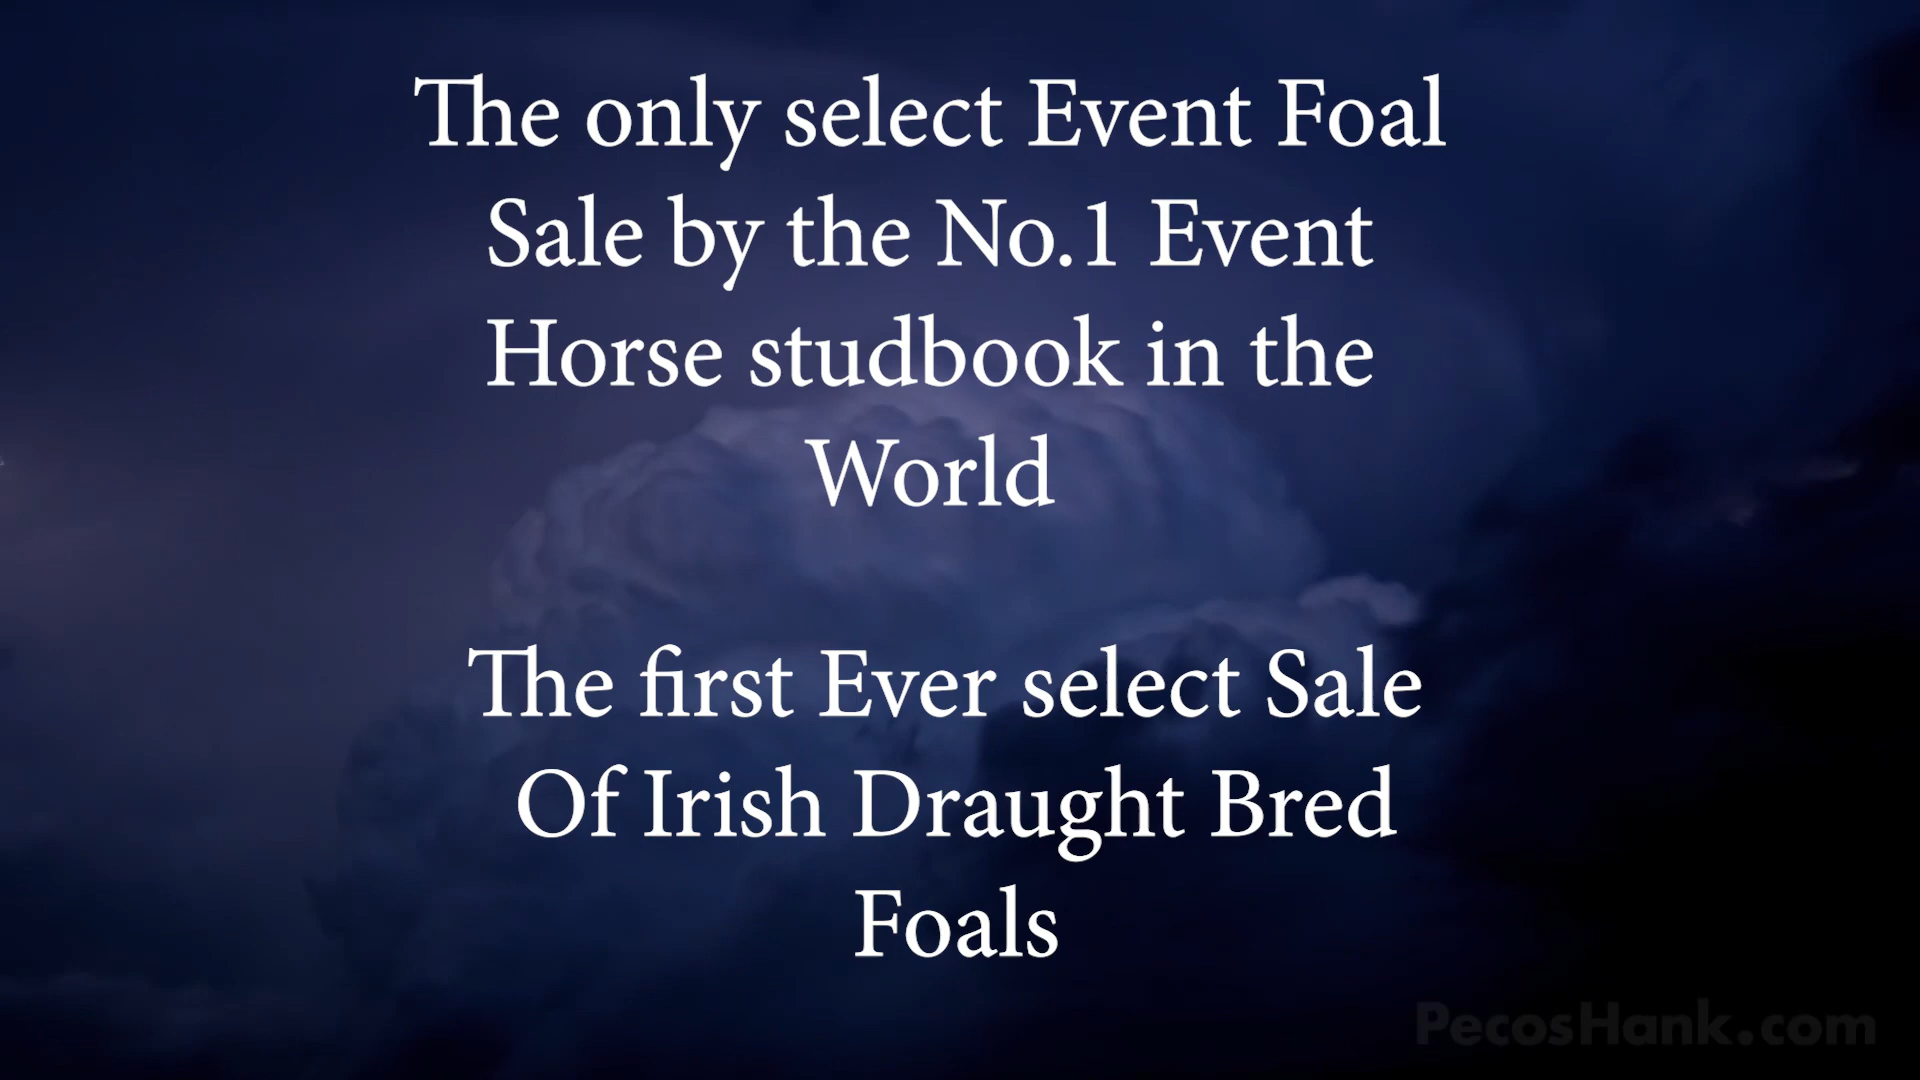 The only select Event Foal
Sale by the No.1 Event
Horse studbook in the
World
The first Ever select Sale
Of Irish Draught Bred
Foals
PecosHank.com